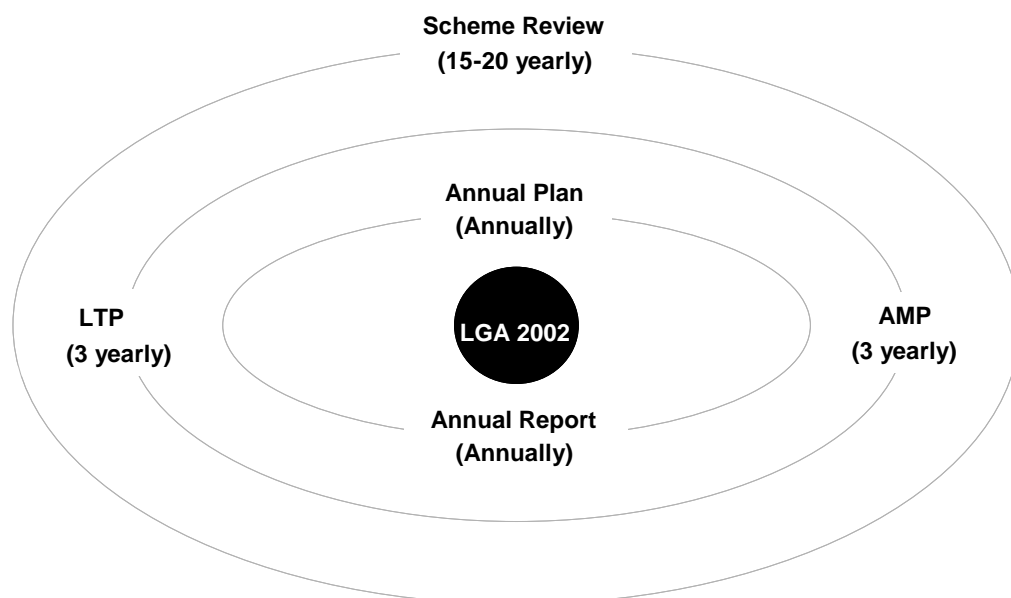 Scheme Review
(15-20 yearly)
Annual Plan
(Annually)
LTP
(3 yearly)
LGA 2002
AMP
(3 yearly)
Annual Report
(Annually)